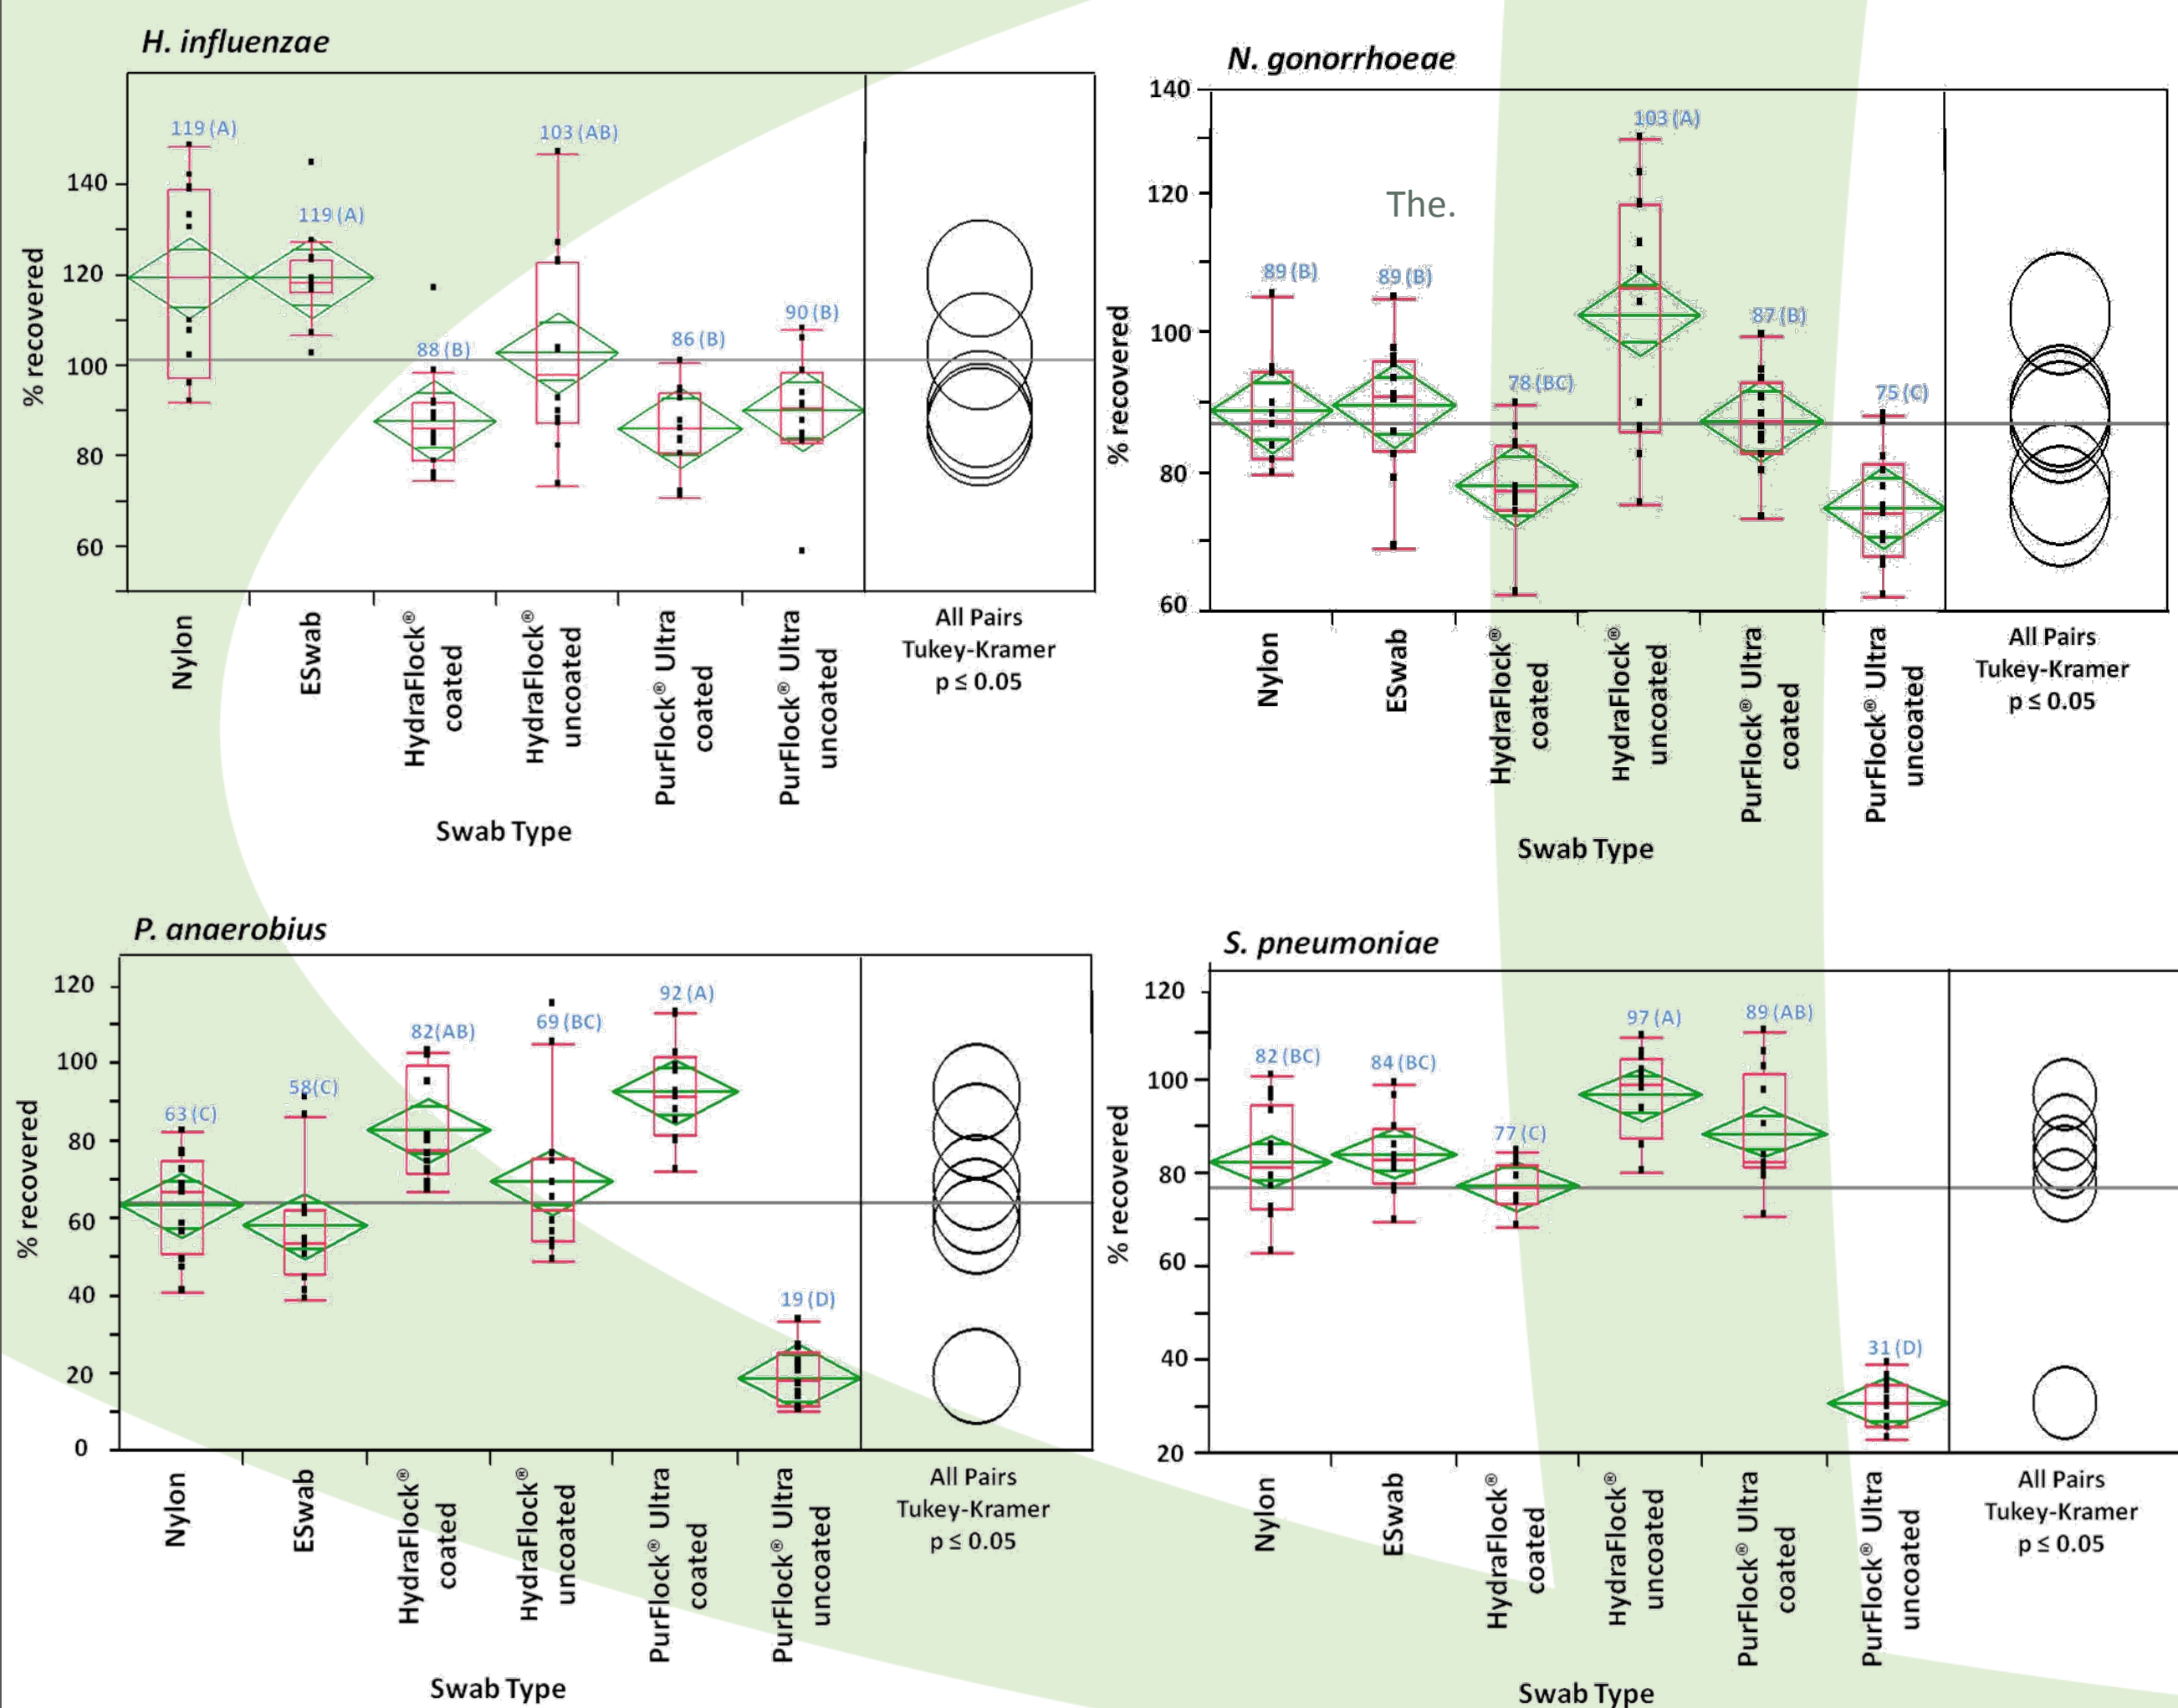 H. influenzae
% recovered
140
120
100
80
60
119 (A)
119 (A)
88 (B)
103 (AB)
86 (B)
90 (B)
Nylon
ESwab
HydraFlock®
coated
HydraFlock®
uncoated
PurFlock® Ultra
coated
PurFlock® Ultra
uncoated
All Pairs
Tukey-Kramer
p ≤ 0.05
Swab Type
N. gonorrhoeae
% recovered
140
120
100
80
60
The.
89 (B)
89 (B)
78 (BC)
103 (A)
87 (B)
75 (C)
Nylon
ESwab
HydraFlock®
coated
HydraFlock®
uncoated
PurFlock® Ultra
coated
PurFlock® Ultra
uncoated
All Pairs
Tukey-Kramer
p ≤ 0.05
Swab Type
P. anaerobius
% recovered
120
100
80
60
40
20
0
63 (C)
58(C)
82(AB)
69 (BC)
92 (A)
19 (D)
Nylon
ESwab
HydraFlock®
coated
HydraFlock®
uncoated
PurFlock® Ultra
coated
PurFlock® Ultra
uncoated
All Pairs
Tukey-Kramer
p ≤ 0.05
Swab Type
S. pneumoniae
% recovered
120
100
80
60
40
20
82 (BC)
84 (BC)
77 (C)
97 (A)
89 (AB)
31 (D)
Nylon
ESwab
HydraFlock®
coated
HydraFlock®
uncoated
PurFlock® Ultra
coated
PurFlock® Ultra
uncoated
All Pairs
Tukey-Kramer
p ≤ 0.05
Swab Type